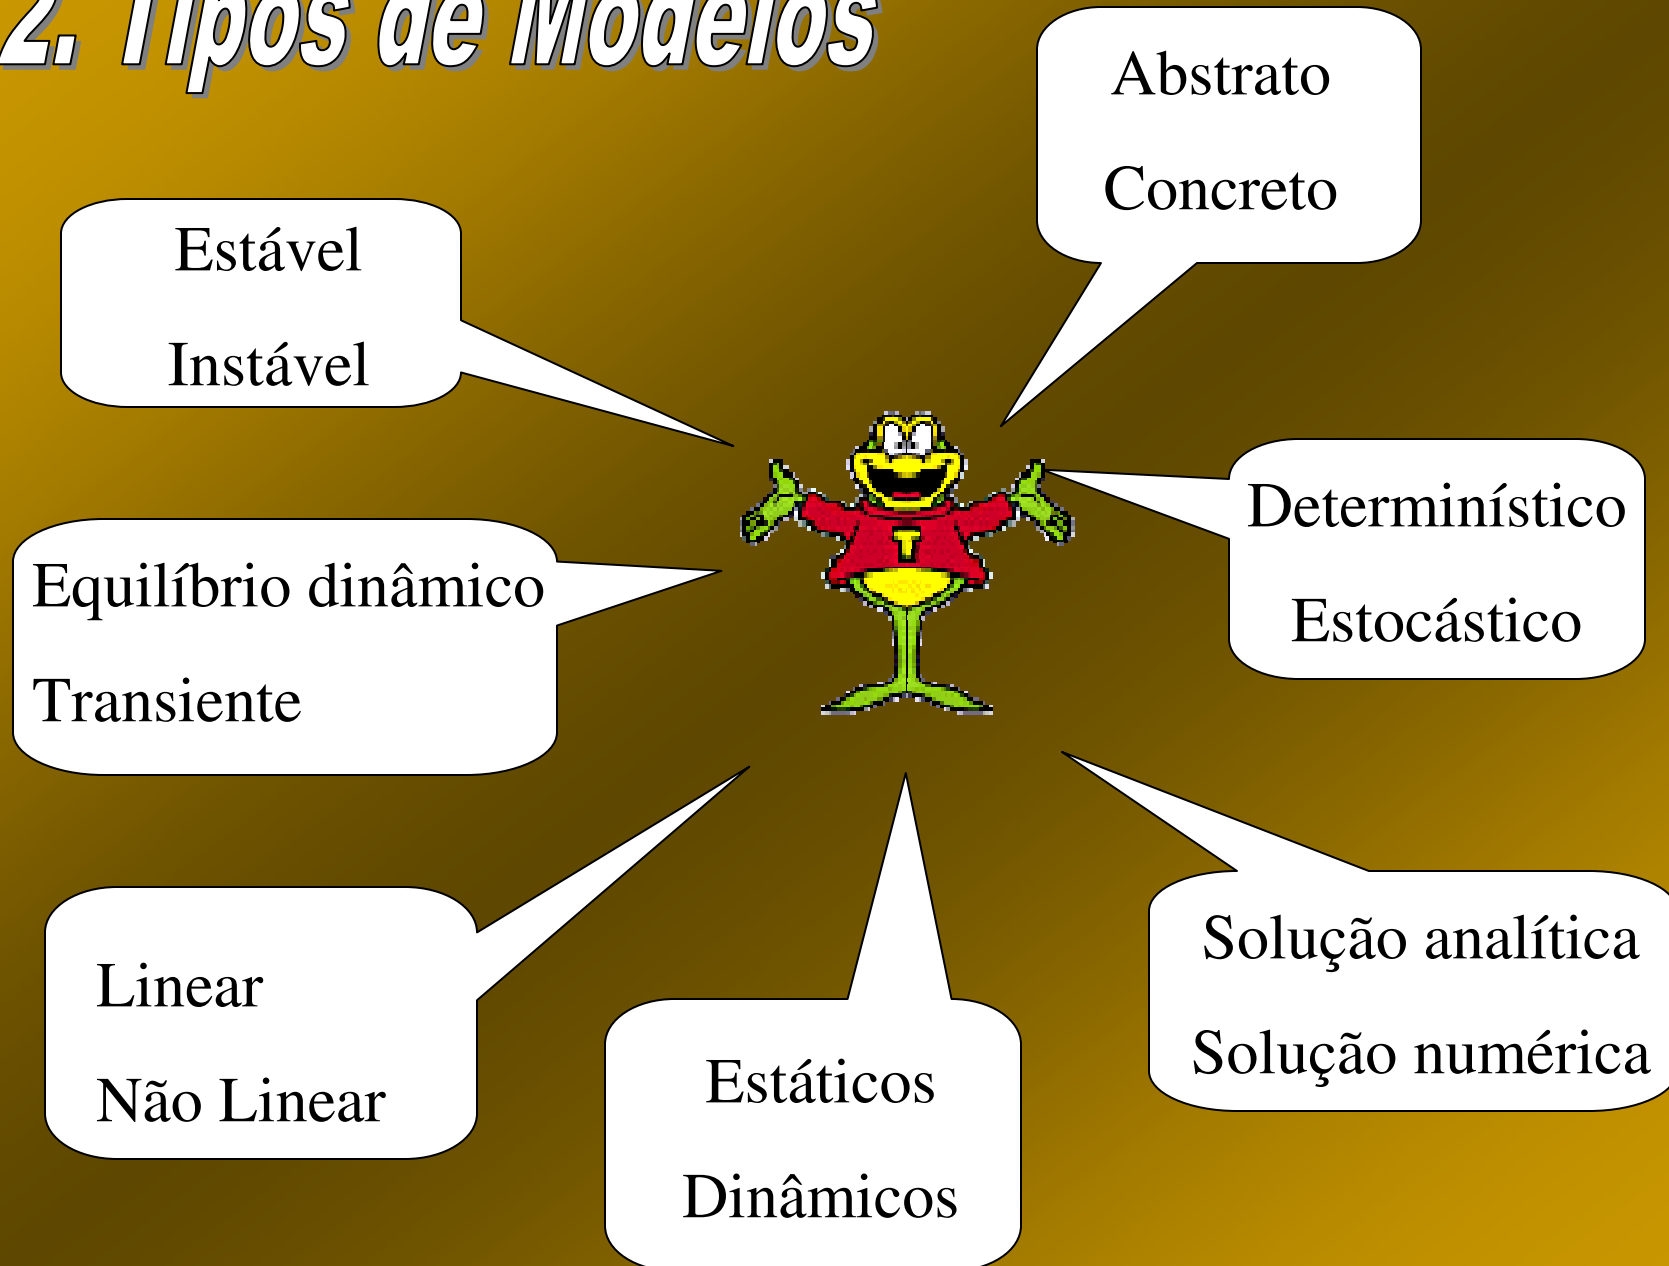 2. Tipos de Modelos
Abstrato
Concreto
Estável
Instável
Determinístico
Estocástico
Equilíbrio dinâmico
Transiente
T
Linear
Não Linear
Estáticos
Dinâmicos
Solução analítica
Solução numérica